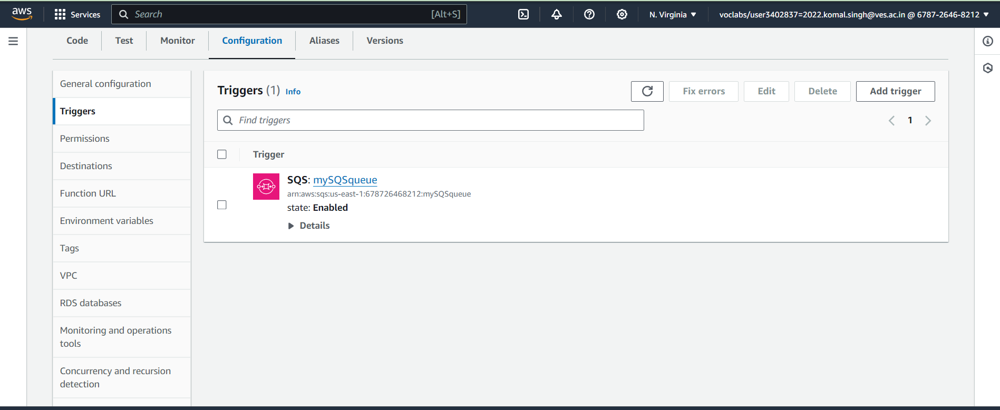 aws
Services
Search
[Alt+S]
N. Virginia
voclabs/user3402837=2022.komal.singh@ves.ac.in @ 6787-2646-8212
Code
Test
Monitor
Configuration
Aliases
Versions
General configuration
Triggers
Permissions
Destinations
Function URL
Environment variables
Tags
VPC
RDS databases
Monitoring and operations
tools
Concurrency and recursion
detection
Triggers (1) Info
Fix errors
Edit
Delete
Add trigger
Find triggers
1
Trigger
SQS: mySQSqueue
arn:aws:sqs:us-east-1:678726468212:mySQSqueue
state: Enabled
Details